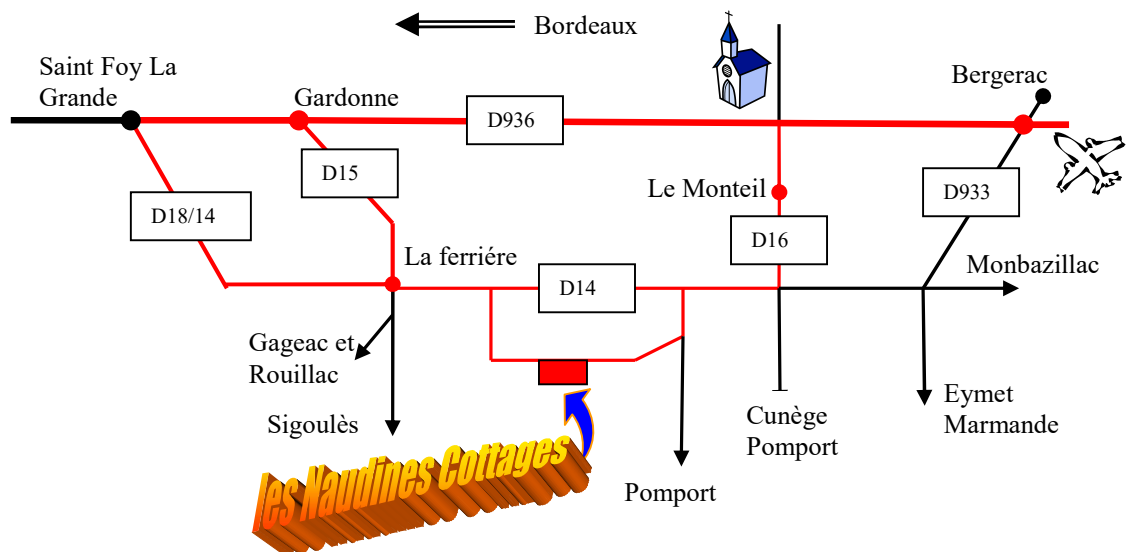 Bordeaux
Saint Foy La
Grande
Gardonne
Bergerac
D936
D15
Le Monteil
D933
D18/14
D16
La ferriére
Monbazillac
D14
Gageac et
Rouillac
Sigoulès
Eymet
Marmande
Cunège
Pomport
les Naudines Cottages
Pomport